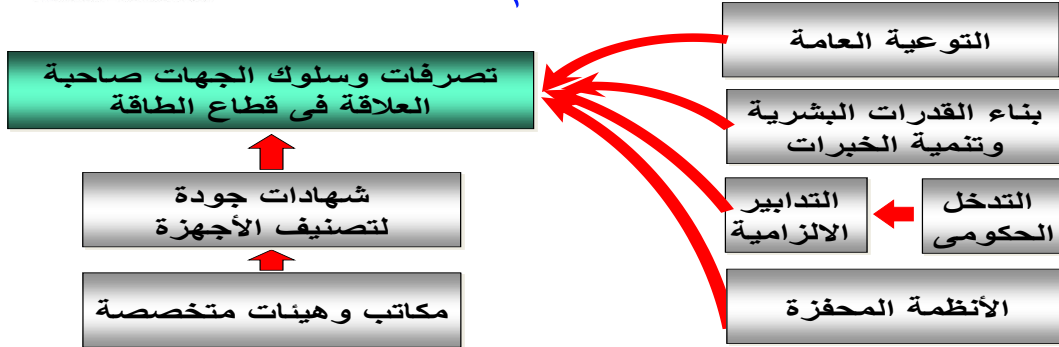 التوعية العامة
تصرفات وسلوك الجهات صاحبة
العلاقة فى قطاع الطاقة
بناء القدرات البشرية
وتنمية الخبرات
شهادات جودة
لتصنيف الأجهزة
التدخل
الحكومى
التدابير
الالزامية
مكاتب وهيئات متخصصة
الأنظمة المحفزة